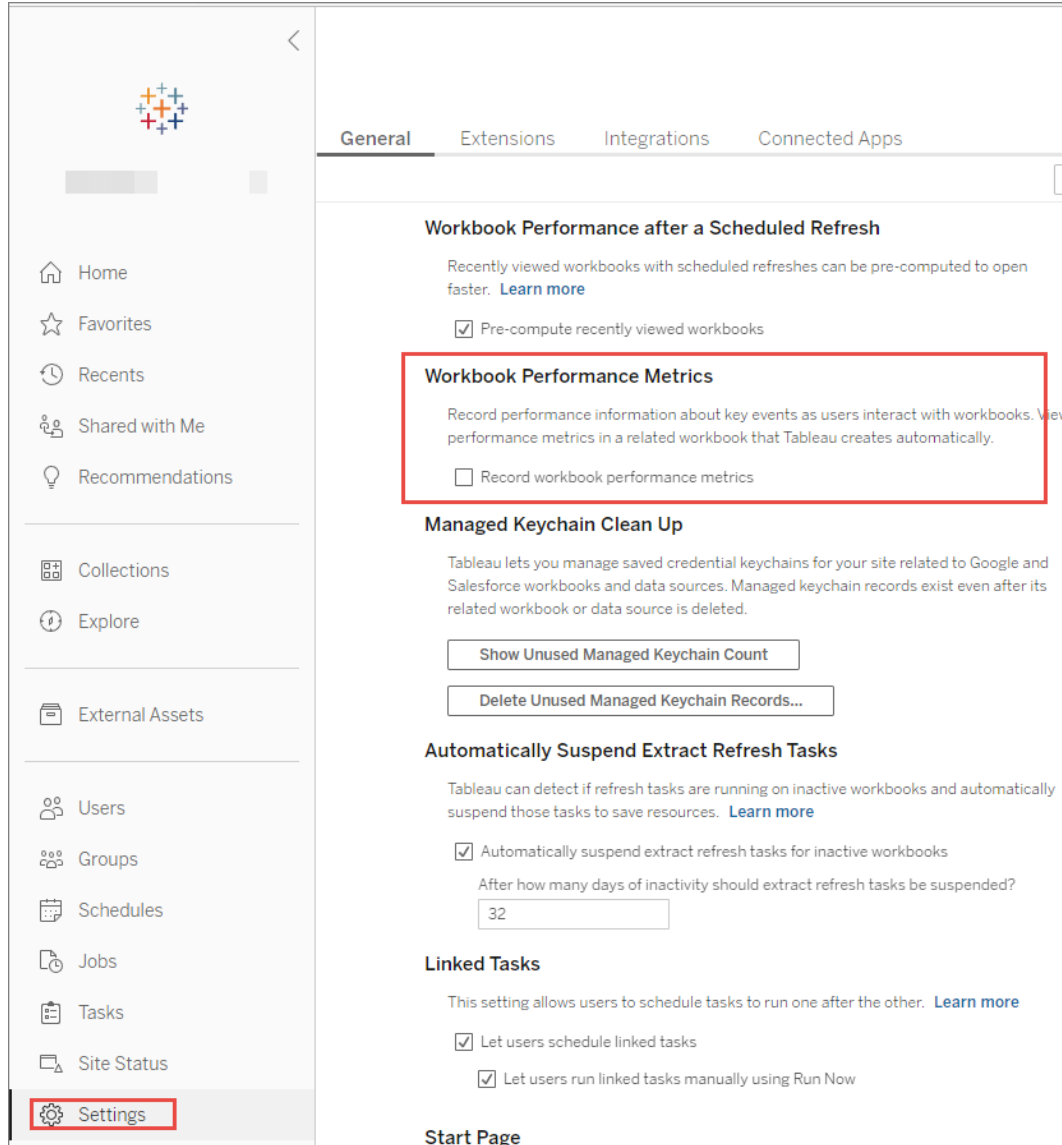 General Extensions Integrations Connected Apps
Home
Favorites
Recents
Shared with Me
Recommendations
Collections
Explore
External Assets
Users
Groups
Schedules
Jobs
Tasks
Site Status
Settings
Workbook Performance after a Scheduled Refresh
Recently viewed workbooks with scheduled refreshes can be pre-computed to open
faster. Learn more
Pre-compute recently viewed workbooks
Workbook Performance Metrics
Record performance information about key events as users interact with workbooks.
performance metrics in a related workbook that Tableau creates automatically.
Record workbook performance metrics
Managed Keychain Clean Up
Tableau lets you manage saved credential keychains for your site related to Google and
Salesforce workbooks and data sources. Managed keychain records exist even after its
related workbook or data source is deleted.
Show Unused Managed Keychain Count
Delete Unused Managed Keychain Records...
Automatically Suspend Extract Refresh Tasks
Tableau can detect if refresh tasks are running on inactive workbooks and automatically
suspend those tasks to save resources. Learn more
Automatically suspend extract refresh tasks for inactive workbooks
After how many days of inactivity should extract refresh tasks be suspended?
32
Linked Tasks
This setting allows users to schedule tasks to run one after the other. Learn more
Let users schedule linked tasks
Let users run linked tasks manually using Run Now
Start Page